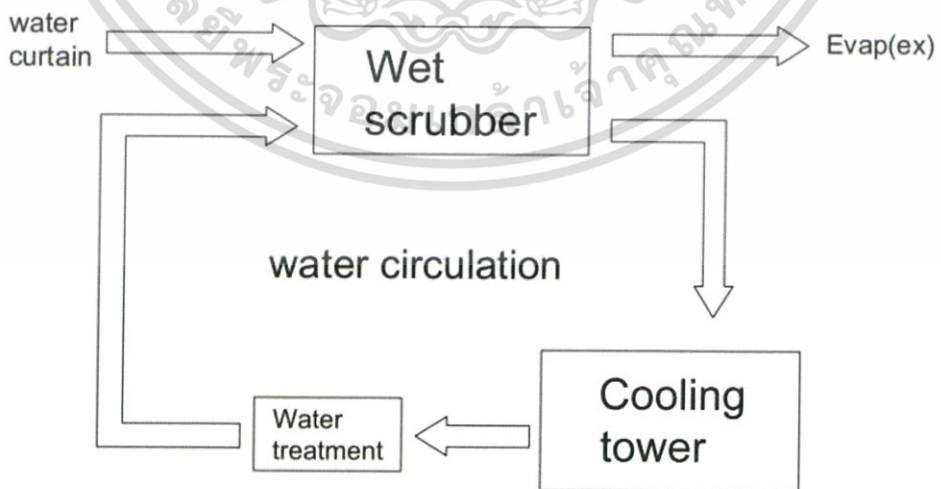 water
curtain
Wet
scrubber
Evap(ex)
water circulation
Water
treatment
Cooling
tower